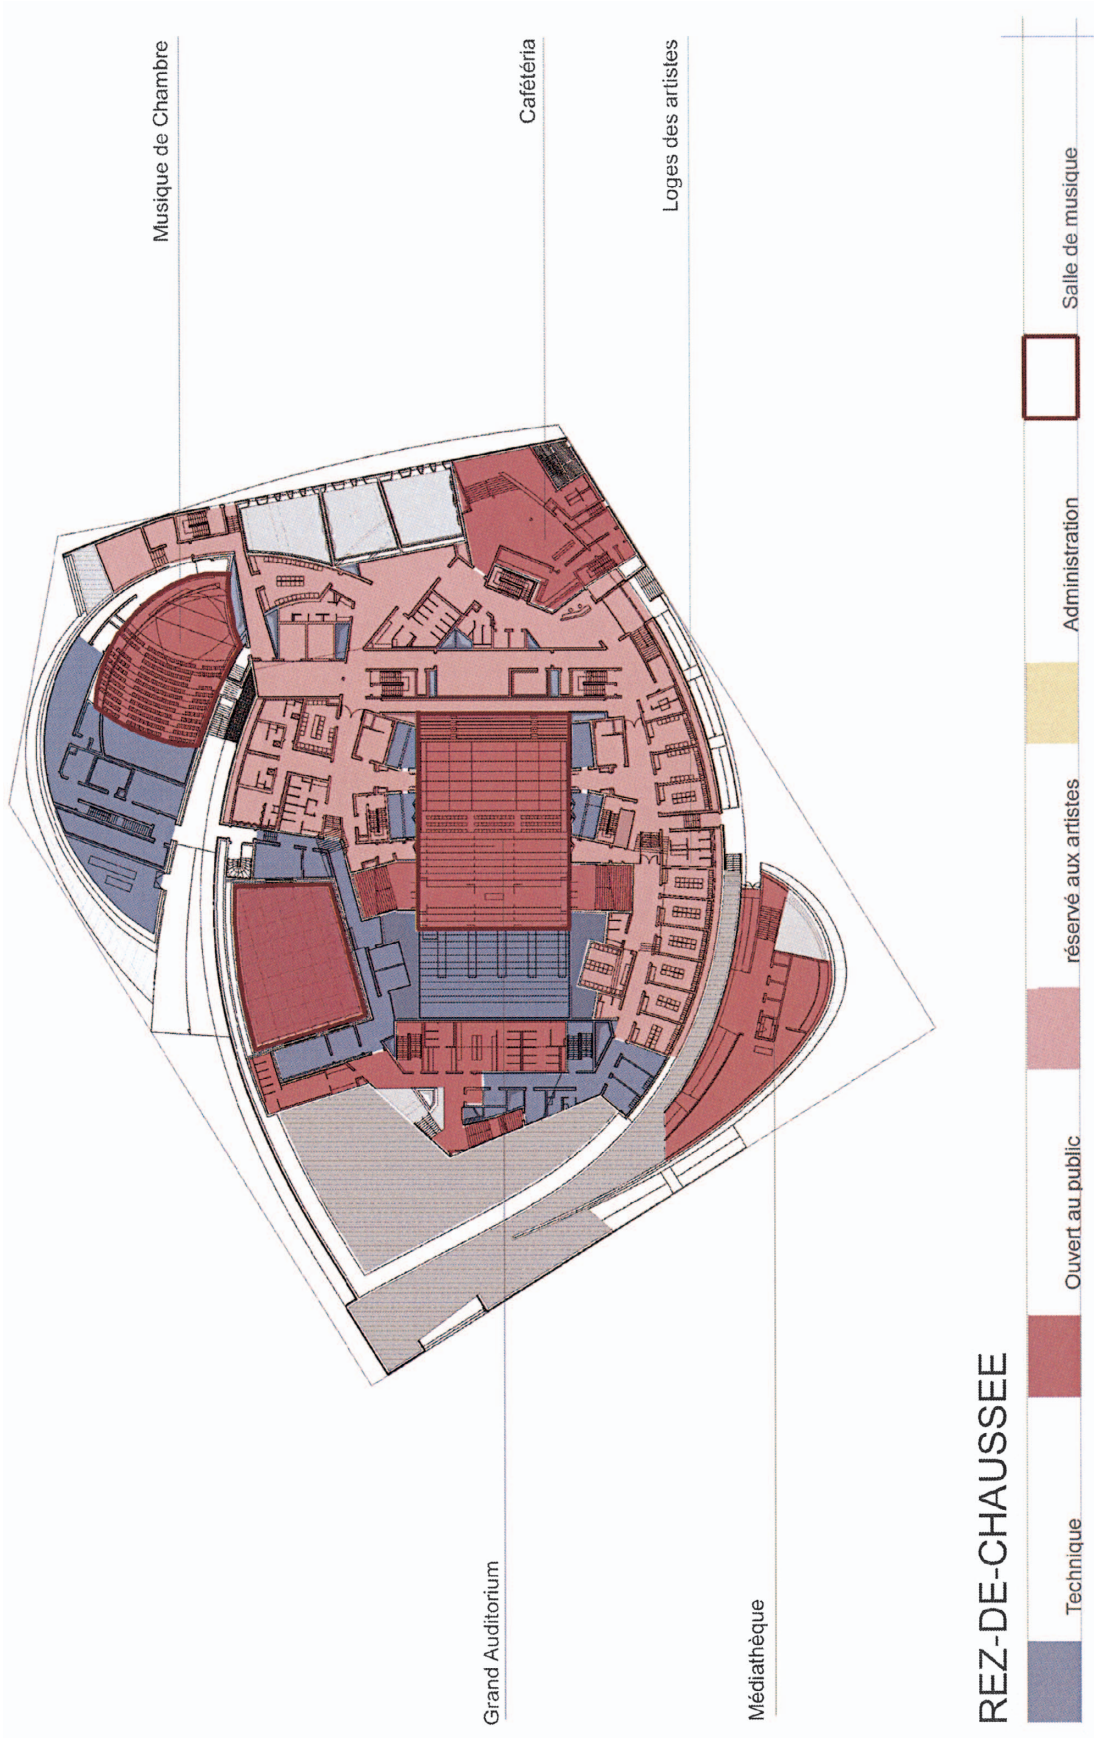 Musique de Chambre
Cafétéria
Loges des artistes
Grand Auditorium
Médiathèque
REZ-DE-CHAUSSEE
Technique
Ouvert au public
réservé aux artistes
Administration
Salle de musique